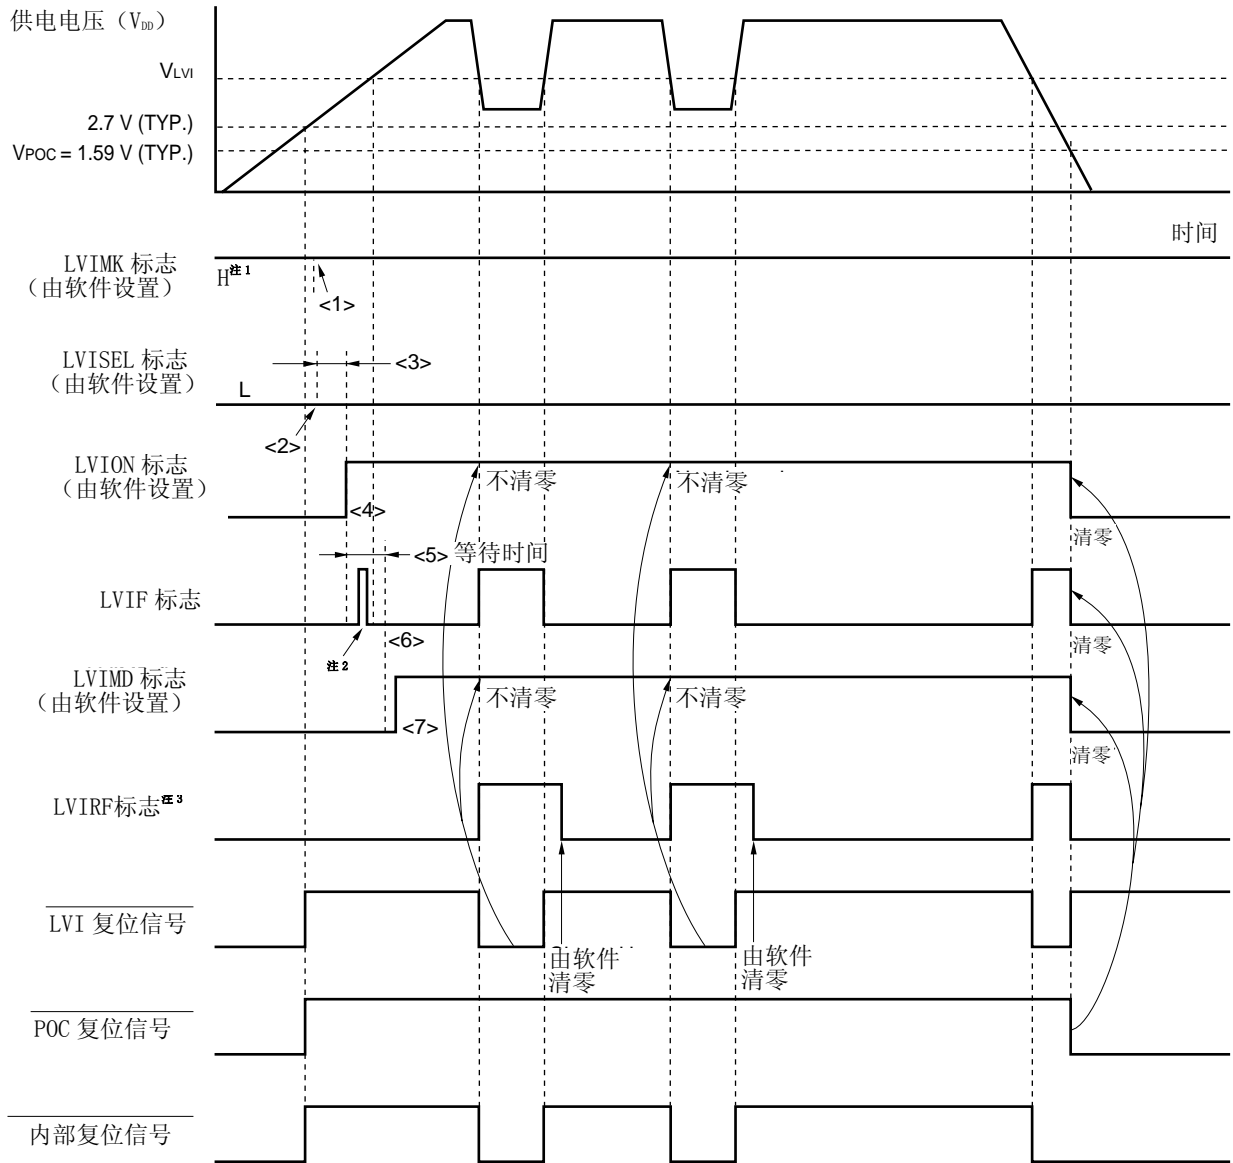 供电电压（VDD）
VLVI
2.7 V (TYP.)
VPOC = 1.59 V (TYP.)
时间
LVIMK 标志
（由软件设置）
H注 1
<1>
LVISEL 标志
（由软件设置）
L
<3>
<2>
LVION 标志
（由软件设置）
不清零
不清零
<4>
清零
<5> 等待时间
LVIF 标志
<6>
注 2
清零
LVIMD 标志
（由软件设置）
不清零
不清零
<7>
清零
LVIRF标志注 3
LVI 复位信号
由软件
清零
由软件
清零
POC 复位信号
内部复位信号